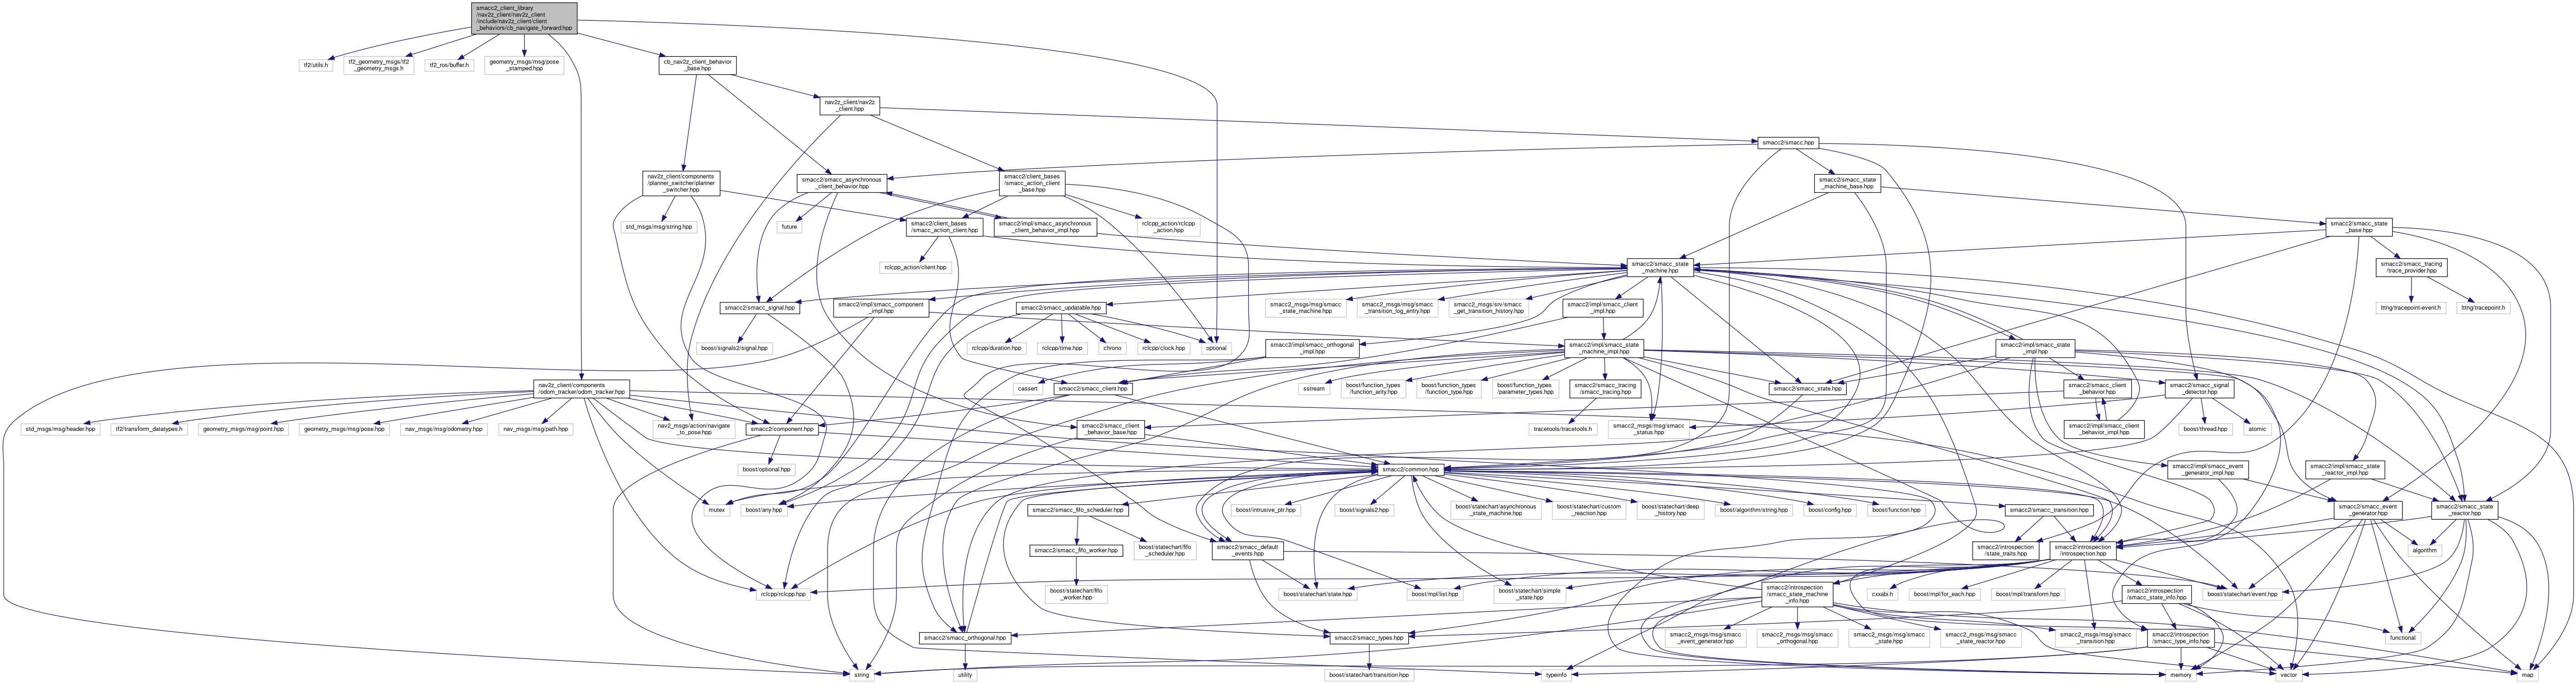 smacc2_client_library
/nav2z_client/nav2z_client
/include/nav2z_client/client
_behaviors/cb_navigate_forward.hpp
tf2/utils.h
tf2_geometry_msgs/tf2
_geometry_msgs.h
tf2_ros/buffer.h
geometry_msgs/msg/pose
_stamped.hpp
cb_nav2z_client_behavior
_base.hpp
nav2z_client/nav2z
_client.hpp
smacc2/smacc.hpp
nav2z_client/components
/planner_switcher/planner
_switcher.hpp
smacc2/smacc_asynchronous
_client_behavior.hpp
smacc2/client_bases
/smacc_action_client
_base.hpp
smacc2/smacc_state
_machine_base.hpp
std_msgs/msg/string.hpp
future
smacc2/client_bases
/smacc_action_client.hpp
smacc2/impl/smacc_asynchronous
_client_behavior_impl.hpp
rclcpp_action/rclcpp
_action.hpp
smacc2/smacc_state
_base.hpp
rclcpp_action/client.hpp
smacc2/smacc_state
_machine.hpp
smacc2/smacc_tracing
/trace_provider.hpp
smacc2/smacc_signal.hpp
smacc2/impl/smacc_component
_impl.hpp
smacc2/smacc_updatable.hpp
smacc2_msgs/msg/smacc
_state_machine.hpp
smacc2_msgs/msg/smacc
_transition_log_entry.hpp
smacc2_msgs/srv/smacc
_get_transition_history.hpp
smacc2/impl/smacc_client
_impl.hpp
lttng/tracepoint-event.h
lttng/tracepoint.h
boost/signals2/signal.hpp
rclcpp/duration.hpp
rclcpp/time.hpp
chrono
rclcpp/clock.hpp
optional
smacc2/impl/smacc_orthogonal
_impl.hpp
smacc2/impl/smacc_state
_machine_impl.hpp
smacc2/impl/smacc_state
_impl.hpp
nav2z_client/components
/odom_tracker/odom_tracker.hpp
cassert
smacc2/smacc_client.hpp
sstream
boost/function_types
/function_arity.hpp
boost/function_types
/function_type.hpp
boost/function_types
/parameter_types.hpp
smacc2/smacc_tracing
/smacc_tracing.hpp
smacc2/smacc_state.hpp
smacc2/smacc_client
_behavior.hpp
smacc2/smacc_signal
_detector.hpp
std_msgs/msg/header.hpp
tf2/transform_datatypes.h
geometry_msgs/msg/point.hpp
geometry_msgs/msg/pose.hpp
nav_msgs/msg/odometry.hpp
nav_msgs/msg/path.hpp
nav2_msgs/action/navigate
_to_pose.hpp
smacc2/component.hpp
smacc2/smacc_client
_behavior_base.hpp
tracetools/tracetools.h
smacc2_msgs/msg/smacc
_status.hpp
smacc2/impl/smacc_client
_behavior_impl.hpp
boost/thread.hpp
atomic
boost/optional.hpp
smacc2/common.hpp
smacc2/impl/smacc_event
_generator_impl.hpp
smacc2/impl/smacc_state
_reactor_impl.hpp
mutex
boost/any.hpp
smacc2/smacc_fifo_scheduler.hpp
boost/intrusive_ptr.hpp
boost/signals2.hpp
boost/statechart/asynchronous
_state_machine.hpp
boost/statechart/custom
_reaction.hpp
boost/statechart/deep
_history.hpp
boost/algorithm/string.hpp
boost/config.hpp
boost/function.hpp
smacc2/smacc_transition.hpp
smacc2/smacc_event
_generator.hpp
smacc2/smacc_state
_reactor.hpp
smacc2/smacc_fifo_worker.hpp
boost/statechart/fifo
_scheduler.hpp
smacc2/smacc_default
_events.hpp
smacc2/introspection
/state_traits.hpp
smacc2/introspection
/introspection.hpp
algorithm
rclcpp/rclcpp.hpp
boost/statechart/fifo
_worker.hpp
boost/statechart/state.hpp
boost/mpl/list.hpp
boost/statechart/simple
_state.hpp
smacc2/introspection
/smacc_state_machine
_info.hpp
cxxabi.h
boost/mpl/for_each.hpp
boost/mpl/transform.hpp
smacc2/introspection
/smacc_state_info.hpp
boost/statechart/event.hpp
smacc2/smacc_orthogonal.hpp
smacc2/smacc_types.hpp
smacc2_msgs/msg/smacc
_event_generator.hpp
smacc2_msgs/msg/smacc
_orthogonal.hpp
smacc2_msgs/msg/smacc
_state.hpp
smacc2_msgs/msg/smacc
_state_reactor.hpp
smacc2_msgs/msg/smacc
_transition.hpp
smacc2/introspection
/smacc_type_info.hpp
functional
string
utility
boost/statechart/transition.hpp
typeinfo
memory
vector
map